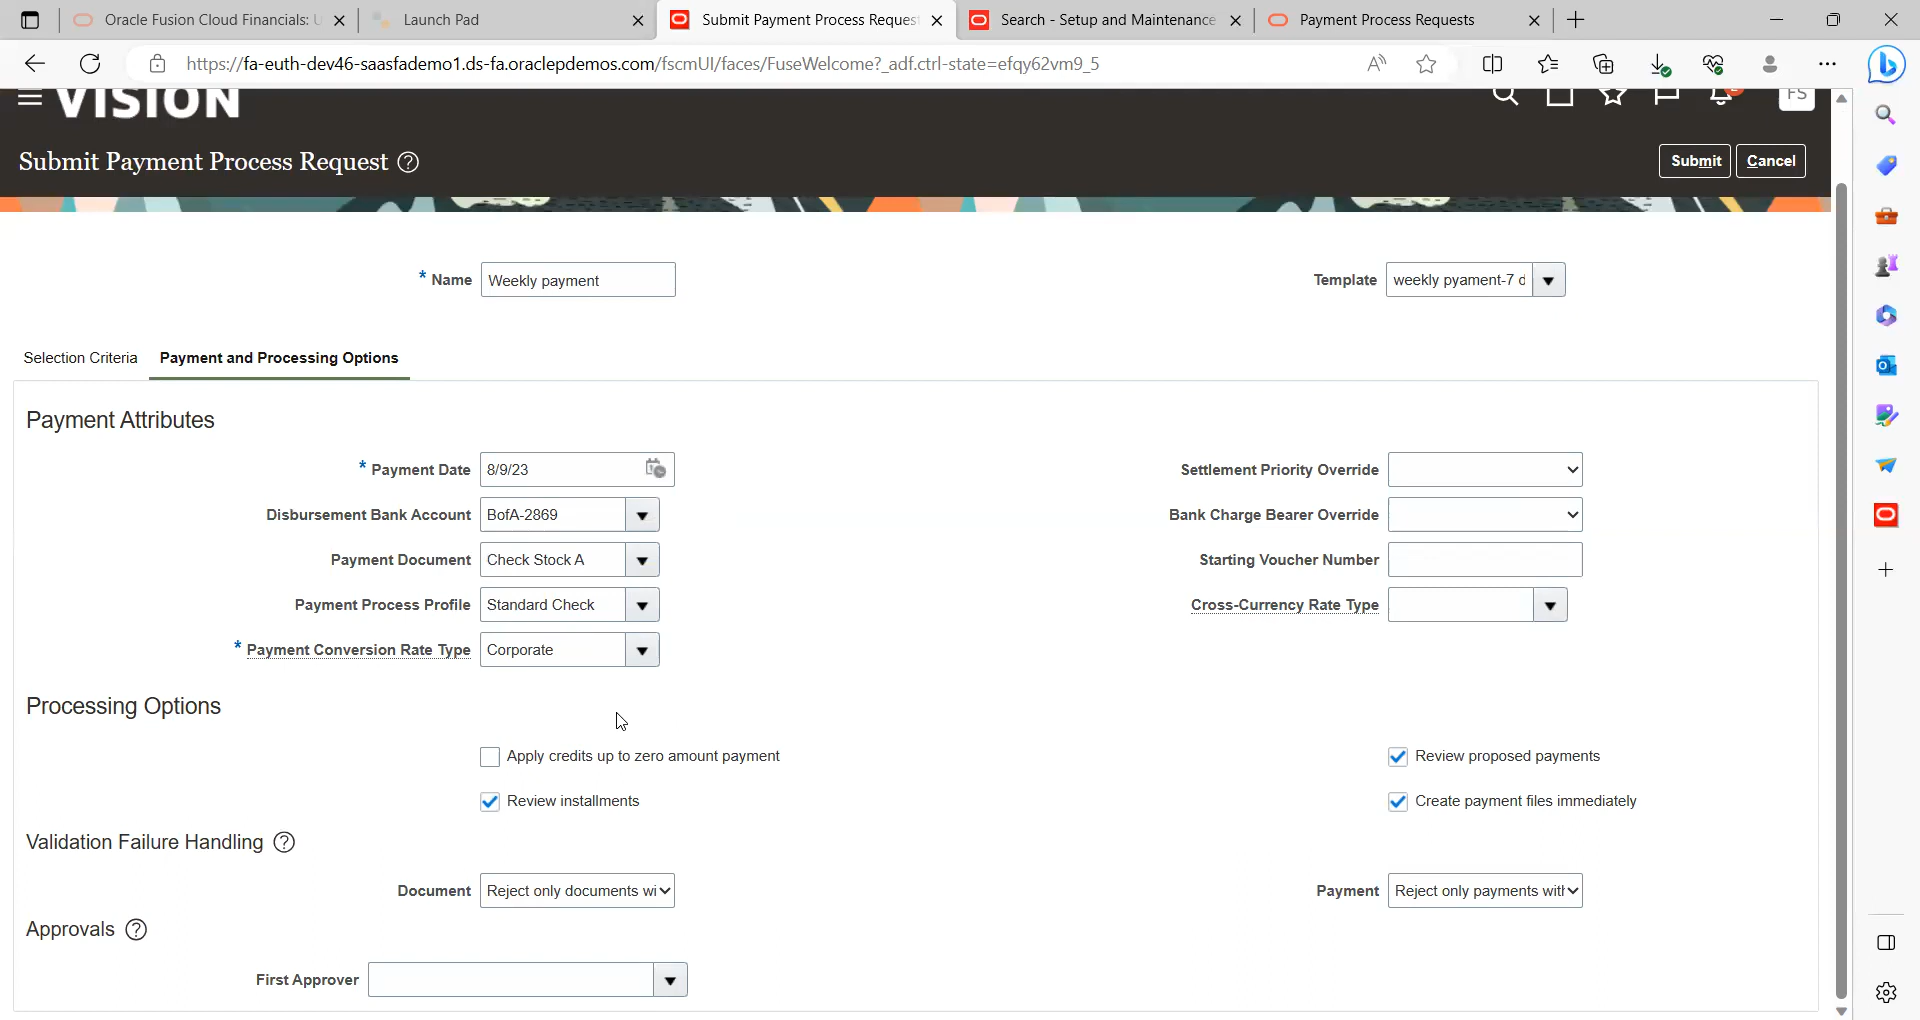 Oracle Fusion Cloud Financials: U
Launch Pad
Submit Payment Process Reques
Search - Setup and Maintenance
Payment Process Requests
https://fa-euth-dev46-saasfademo1.ds-fa.oraclepdemos.com/fscmUI/faces/FuseWelcome?_adf.ctrl-state=efqy62vm9_5
VISION
FS
Submit Payment Process Request ?
Submit Cancel
* Name Weekly payment
Template weekly pyament-7 d
Selection Criteria Payment and Processing Options
Payment Attributes
* Payment Date 8/9/23
Settlement Priority Override
Disbursement Bank Account BofA-2869
Bank Charge Bearer Override
Payment Document Check Stock A
Starting Voucher Number
Payment Process Profile Standard Check
Cross-Currency Rate Type
* Payment Conversion Rate Type Corporate
Processing Options
Apply credits up to zero amount payment
Review proposed payments
Review installments
Create payment files immediately
Validation Failure Handling ?
Document Reject only documents wi
Payment Reject only payments with
Approvals ?
First Approver